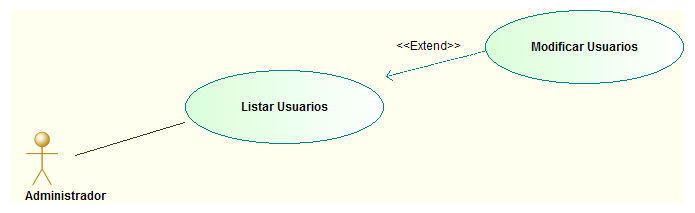 <<Extend>>
Modificar Usuarios
Listar Usuarios
Administrador